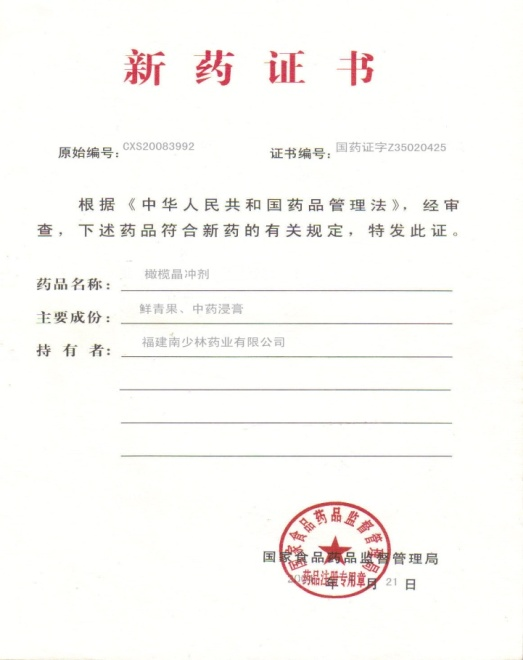 新药证书
原始编号:CXS20083992 证书编号:国药证字Z35020425
根据《中华人民共和国药品管理法》,经审
查,下述药品符合新药的有关规定,特发此证。
药品名称:橄榄晶冲剂
主要成份:鲜青果、中药浸膏
持有者:福建南少林药业有限公司
国家食品药品监督管理局
国家食品药品监督管理局
药品注册专用章
年 月 21 日